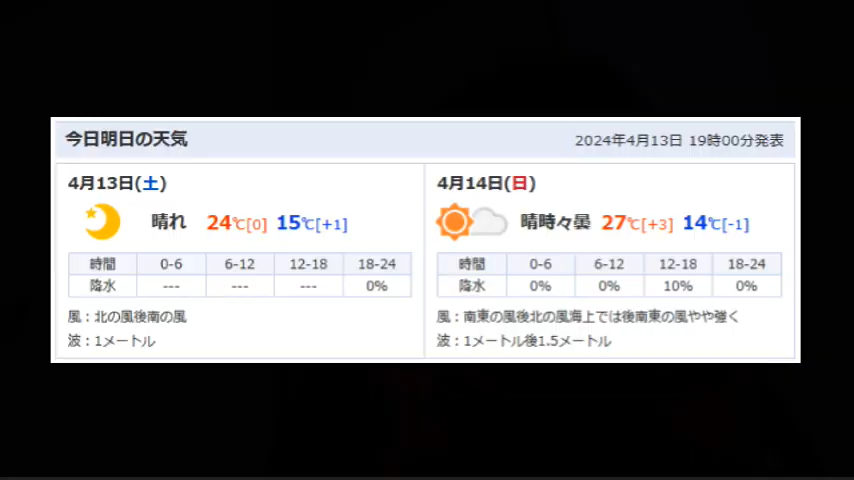 今日明日の天気
2024年4月13日 19時00分発表
4月13日(土)
晴れ 24℃[0] 15℃[+1]
時間 0-6 6-12 12-18 18-24
降水 --- --- --- 0%
風：北の風後南の風
波：1メートル
4月14日(日)
晴時々曇 27℃[+3] 14℃[-1]
時間 0-6 6-12 12-18 18-24
降水 0% 0% 10% 0%
風：南東の風後北の風海上では後南東の風やや強く
波：1メートル後1.5メートル